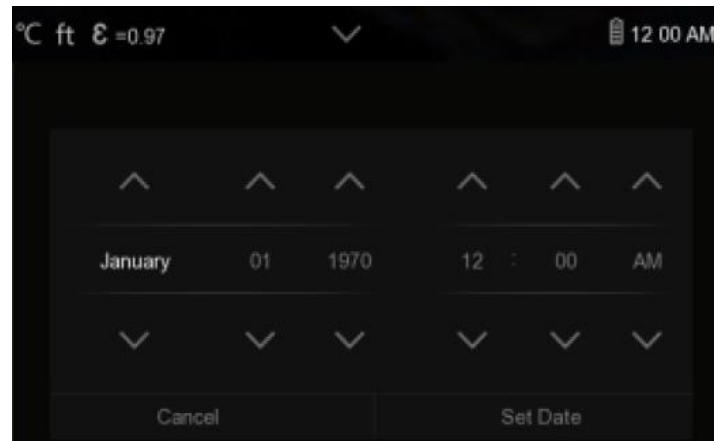 °C ft ε =0.97 12 00 AM
January 01 1970 12 : 00 AM
Cancel Set Date